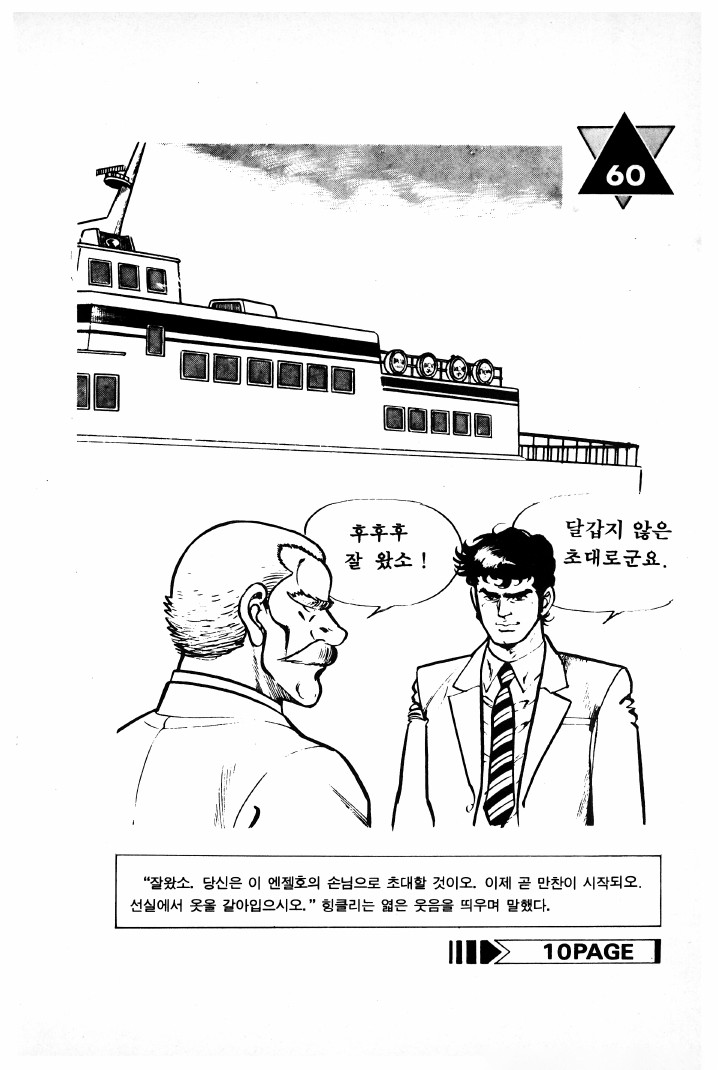 60
후후후
잘 왔소 !
달갑지 않은
초대로군요.
“잘왔소. 당신은 이 엔젤호의 손님으로 초대할 것이오. 이제 곧 만찬이 시작되오.
선실에서 옷을 갈아입으시오.” 힝클리는 엷은 웃음을 띄우며 말했다.
10PAGE